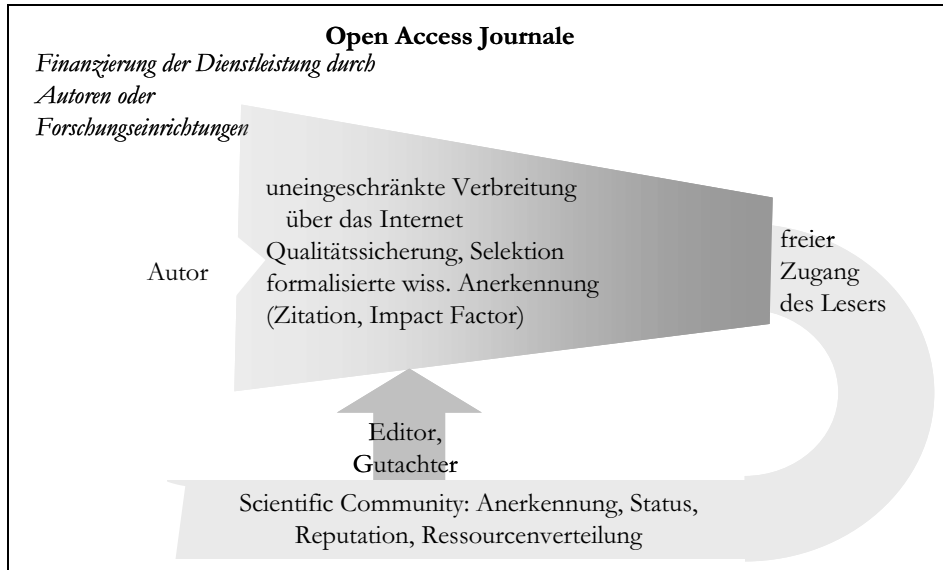 Open Access Journale
Finanzierung der Dienstleistung durch
Autoren oder
Forschungseinrichtungen
uneingeschränkte Verbreitung
über das Internet
Qualitätssicherung, Selektion
formalisierte wiss. Anerkennung
(Zitation, Impact Factor)
Autor
freier
Zugang
des Lesers
Editor,
Gutachter
Scientific Community: Anerkennung, Status,
Reputation, Ressourcenverteilung